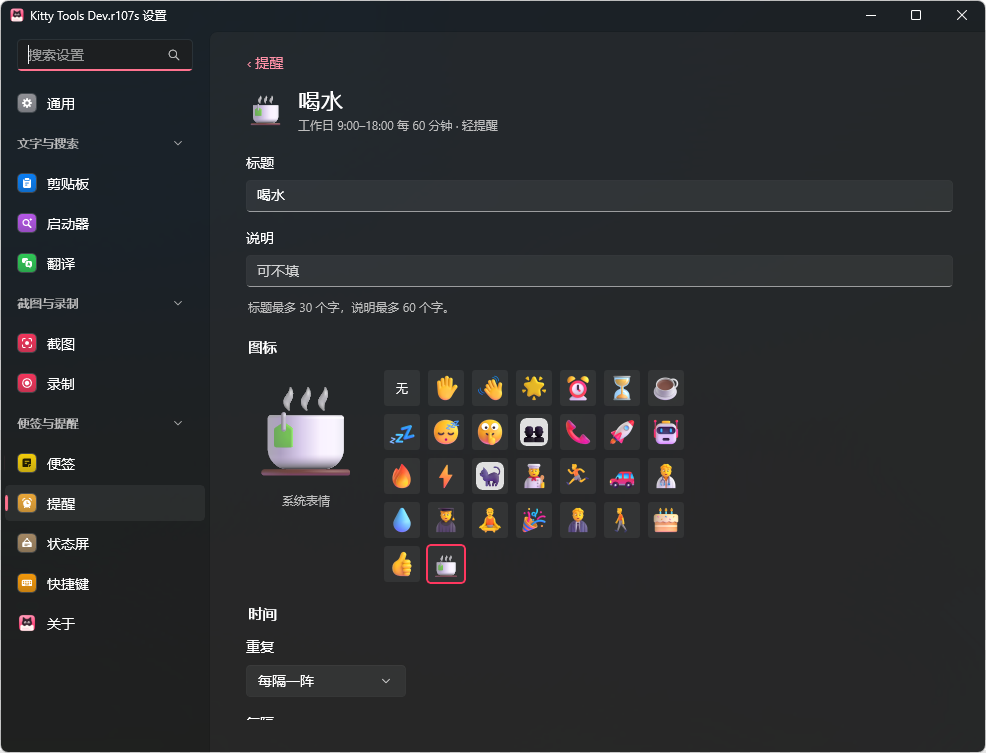 Kitty Tools Dev.r107s 设置
搜索设置
通用
文字与搜索
剪贴板
启动器
翻译
截图与录制
截图
录制
便签与提醒
便签
提醒
状态屏
快捷键
关于
‹ 提醒
喝水
工作日 9:00–18:00 每 60 分钟 · 轻提醒
标题
喝水
说明
可不填
标题最多 30 个字，说明最多 60 个字。
图标
无
系统表情
时间
重复
每隔一阵